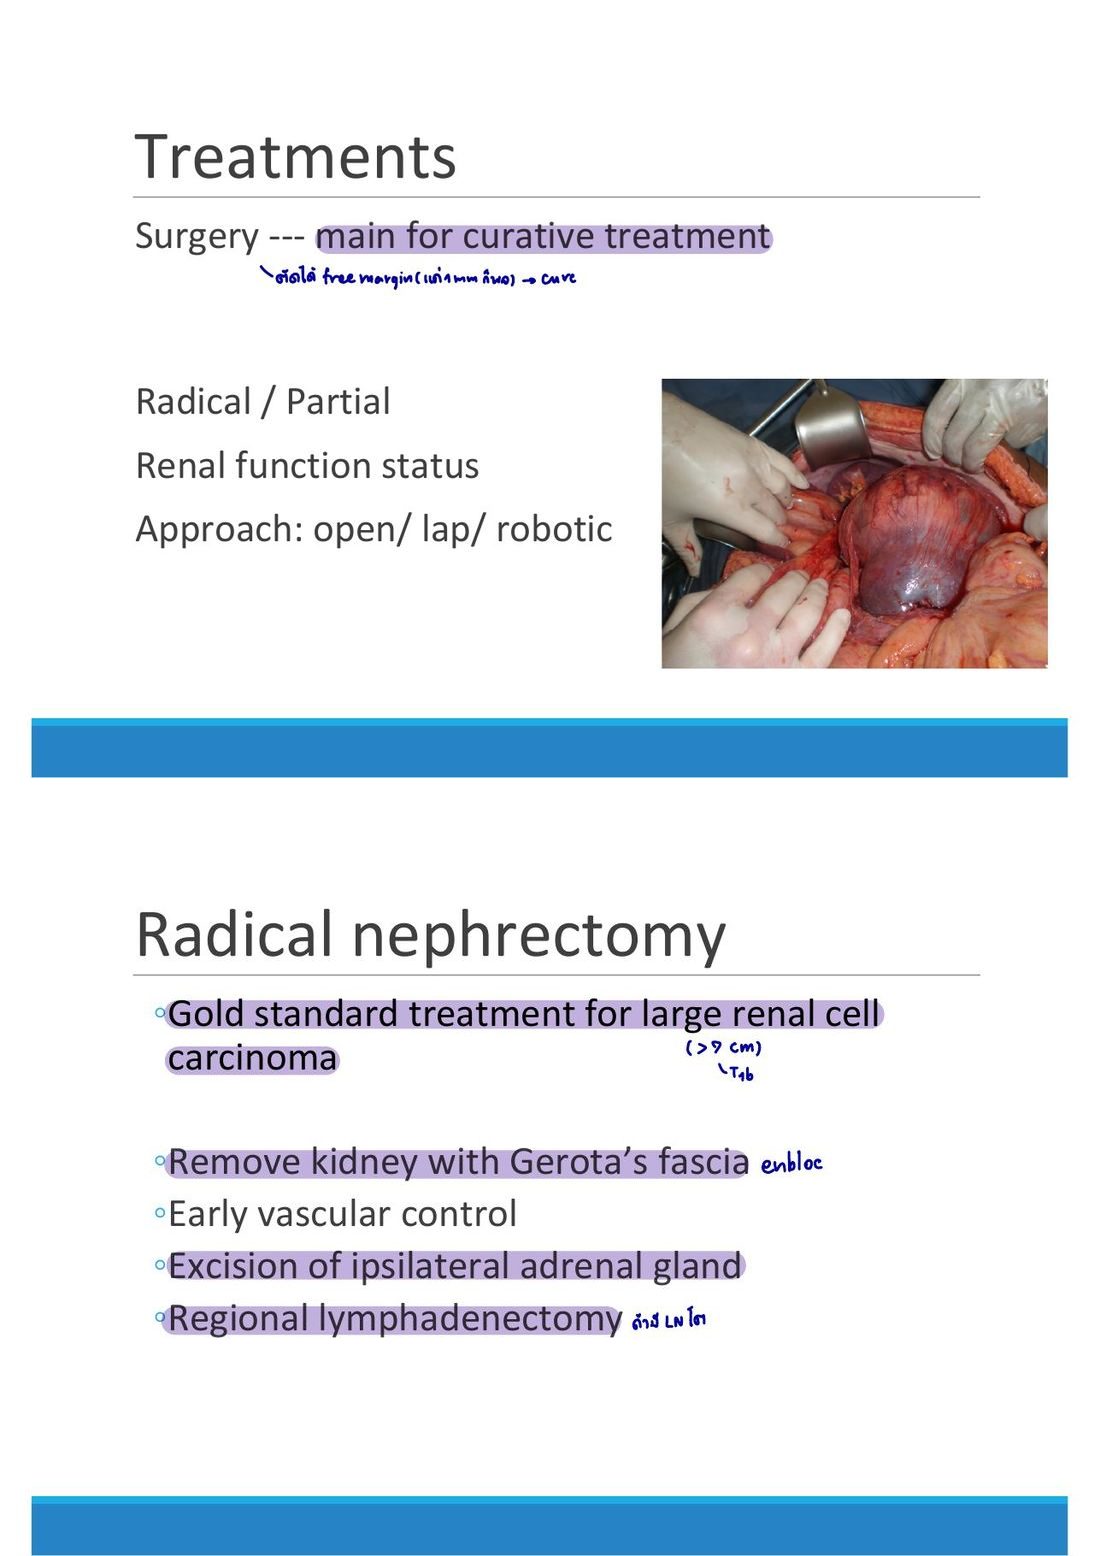 Treatments
Surgery --- main for curative treatment
ตัดได้ free margin (แค่ 1 mm ก็พอ) → cure
Radical / Partial
Renal function status
Approach: open/ lap/ robotic
Radical nephrectomy
◦Gold standard treatment for large renal cell
carcinoma
(>7 cm)
T1b
◦Remove kidney with Gerota’s fascia enbloc
◦Early vascular control
◦Excision of ipsilateral adrenal gland
◦Regional lymphadenectomy ถ้ามี LN โต